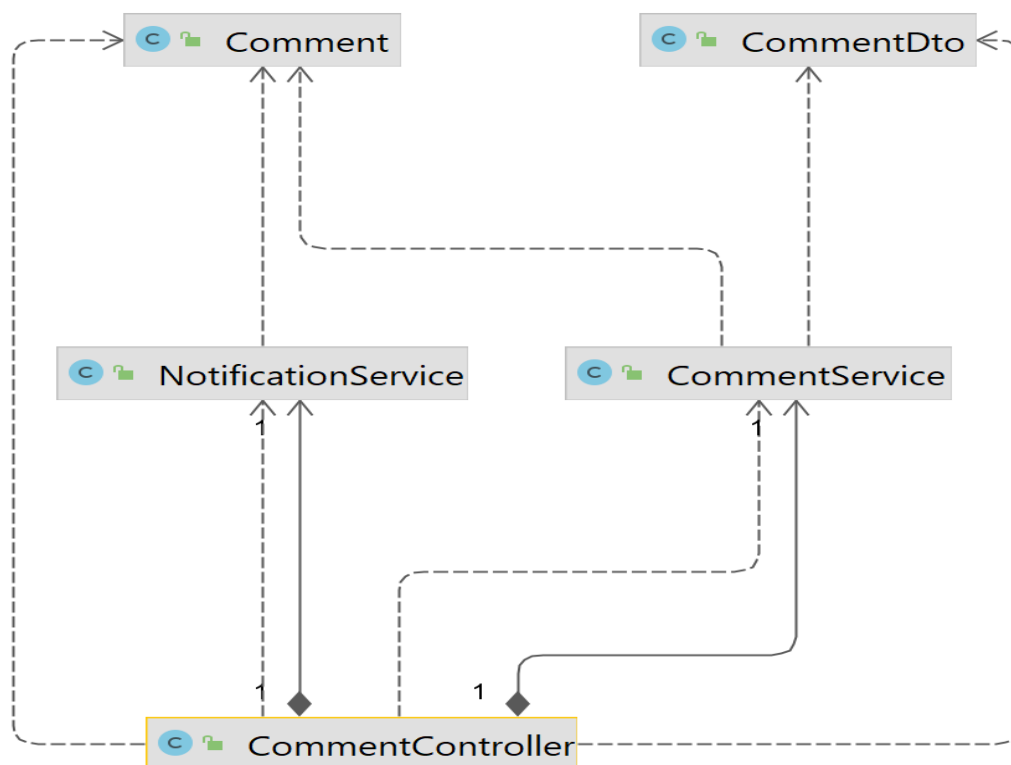 C Comment
C CommentDto
C NotificationService
C CommentService
1
1
1
1
C CommentController